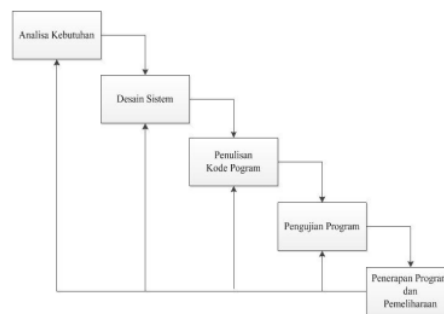 Analisa Kebutuhan
Desain Sistem
Penulisan
Kode Pogram
Pengujian Program
Penerapan Program
dan
Pemeliharaan